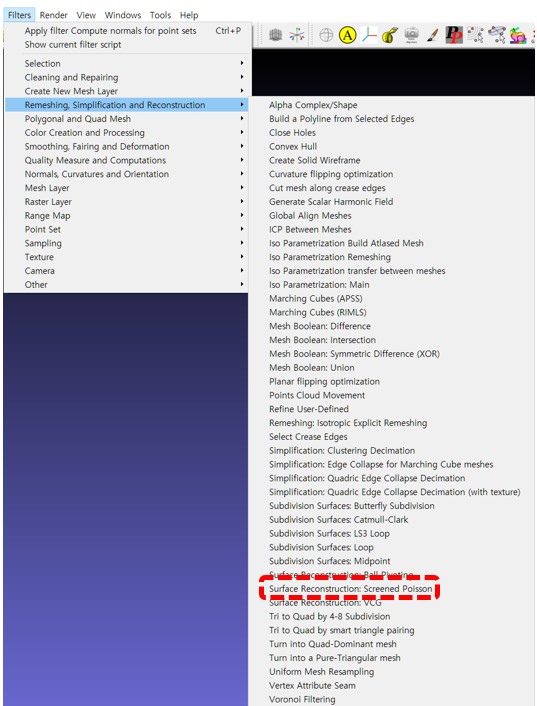 Filters Render View Windows Tools Help
Apply filter Compute normals for point sets Ctrl+P
Show current filter script
Selection
Cleaning and Repairing
Create New Mesh Layer
Remeshing, Simplification and Reconstruction
Polygonal and Quad Mesh
Color Creation and Processing
Smoothing, Fairing and Deformation
Quality Measure and Computations
Normals, Curvatures and Orientation
Mesh Layer
Raster Layer
Range Map
Point Set
Sampling
Texture
Camera
Other
A
PP
Alpha Complex/Shape
Build a Polyline from Selected Edges
Close Holes
Convex Hull
Create Solid Wireframe
Curvature flipping optimization
Cut mesh along crease edges
Generate Scalar Harmonic Field
Global Align Meshes
ICP Between Meshes
Iso Parametrization Build Atlased Mesh
Iso Parametrization Remeshing
Iso Parametrization transfer between meshes
Iso Parametrization: Main
Marching Cubes (APSS)
Marching Cubes (RIMLS)
Mesh Boolean: Difference
Mesh Boolean: Intersection
Mesh Boolean: Symmetric Difference (XOR)
Mesh Boolean: Union
Planar flipping optimization
Points Cloud Movement
Refine User-Defined
Remeshing: Isotropic Explicit Remeshing
Select Crease Edges
Simplification: Clustering Decimation
Simplification: Edge Collapse for Marching Cube meshes
Simplification: Quadric Edge Collapse Decimation
Simplification: Quadric Edge Collapse Decimation (with texture)
Subdivision Surfaces: Butterfly Subdivision
Subdivision Surfaces: Catmull-Clark
Subdivision Surfaces: LS3 Loop
Subdivision Surfaces: Loop
Subdivision Surfaces: Midpoint
Surface Reconstruction: Ball Pivoting
Surface Reconstruction: Screened Poisson
Surface Reconstruction: VCG
Tri to Quad by 4-8 Subdivision
Tri to Quad by smart triangle pairing
Turn into Quad-Dominant mesh
Turn into a Pure-Triangular mesh
Uniform Mesh Resampling
Vertex Attribute Seam
Voronoi Filtering